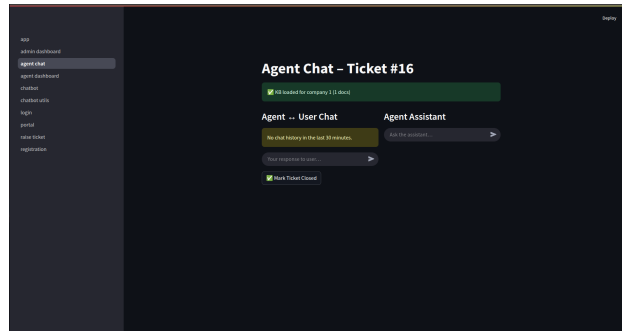 Deploy
app
admin dashboard
agent chat
agent dashboard
chatbot
chatbot utils
login
portal
raise ticket
registration
Agent Chat – Ticket #16
✅ KB loaded for company 1 (1 docs)
Agent ↔ User Chat
No chat history in the last 30 minutes.
Your response to user...
✅ Mark Ticket Closed
Agent Assistant
Ask the assistant...